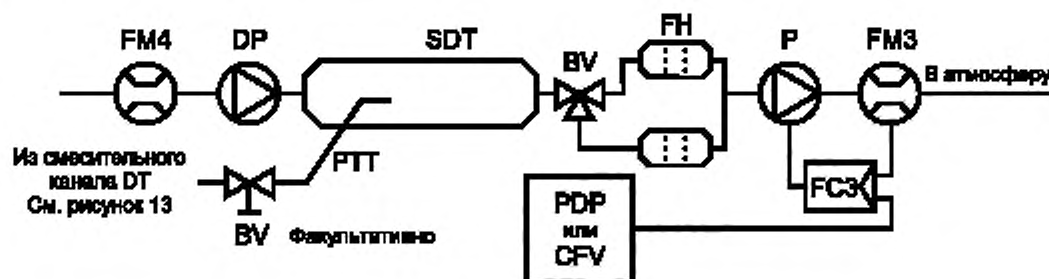 FM4
DP
SDT
BV
FH
P
FM3
В атмосферу
Из смесительного
канала DT
См. рисунок 13
PTT
BV
Факультативно
FC3
PDP
или
CFV